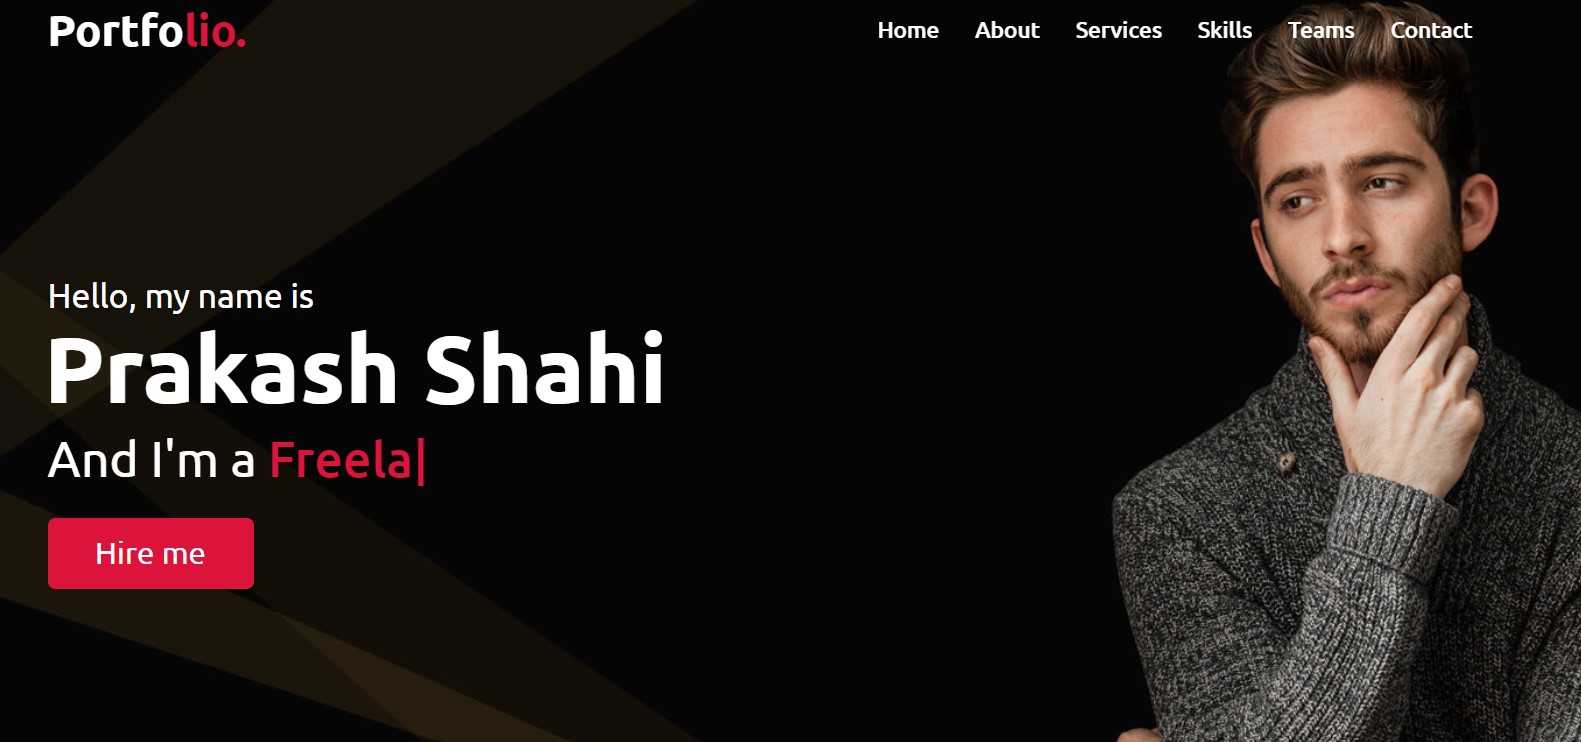 Portfolio.
Home About Services Skills Teams Contact
Hello, my name is
Prakash Shahi
And I'm a Freela|
Hire me